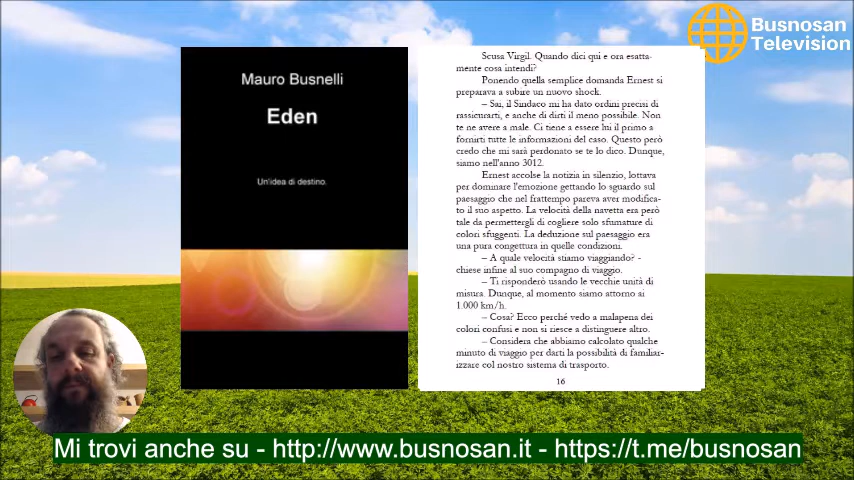 Busnosan
Television
Mauro Busnelli
Eden
Un'idea di destino.
Scusa Virgil. Quando dici qui e ora esatta-
mente cosa intendi?
Ponendo quella semplice domanda Ernest si
preparava a subire un nuovo shock.
– Sai, il Sindaco mi ha dato ordini precisi di
rassicurarti, e anche di dirti il meno possibile. Non
te ne avere a male. Ci tiene a essere lui il primo a
fornirti tutte le informazioni del caso. Questo però
credo che mi sarà perdonato se te lo dico. Dunque,
siamo nell'anno 3012.
Ernest accolse la notizia in silenzio, lottava
per dominare l'emozione gettando lo sguardo sul
paesaggio che nel frattempo pareva aver modifica-
to il suo aspetto. La velocità della navetta era però
tale da permettergli di cogliere solo sfumature di
colori sfuggenti. La deduzione sul paesaggio era
una pura congettura in quelle condizioni.
– A quale velocità stiamo viaggiando? -
chiese infine al suo compagno di viaggio.
– Ti risponderò usando le vecchie unità di
misura. Dunque, al momento siamo attorno ai
1.000 km/h.
– Cosa? Ecco perché vedo a malapena dei
colori confusi e non si riesce a distinguere altro.
– Considera che abbiamo calcolato qualche
minuto di viaggio per darti la possibilità di familiar-
izzare col nostro sistema di trasporto.
16
Mi trovi anche su - http://www.busnosan.it - https://t.me/busnosan